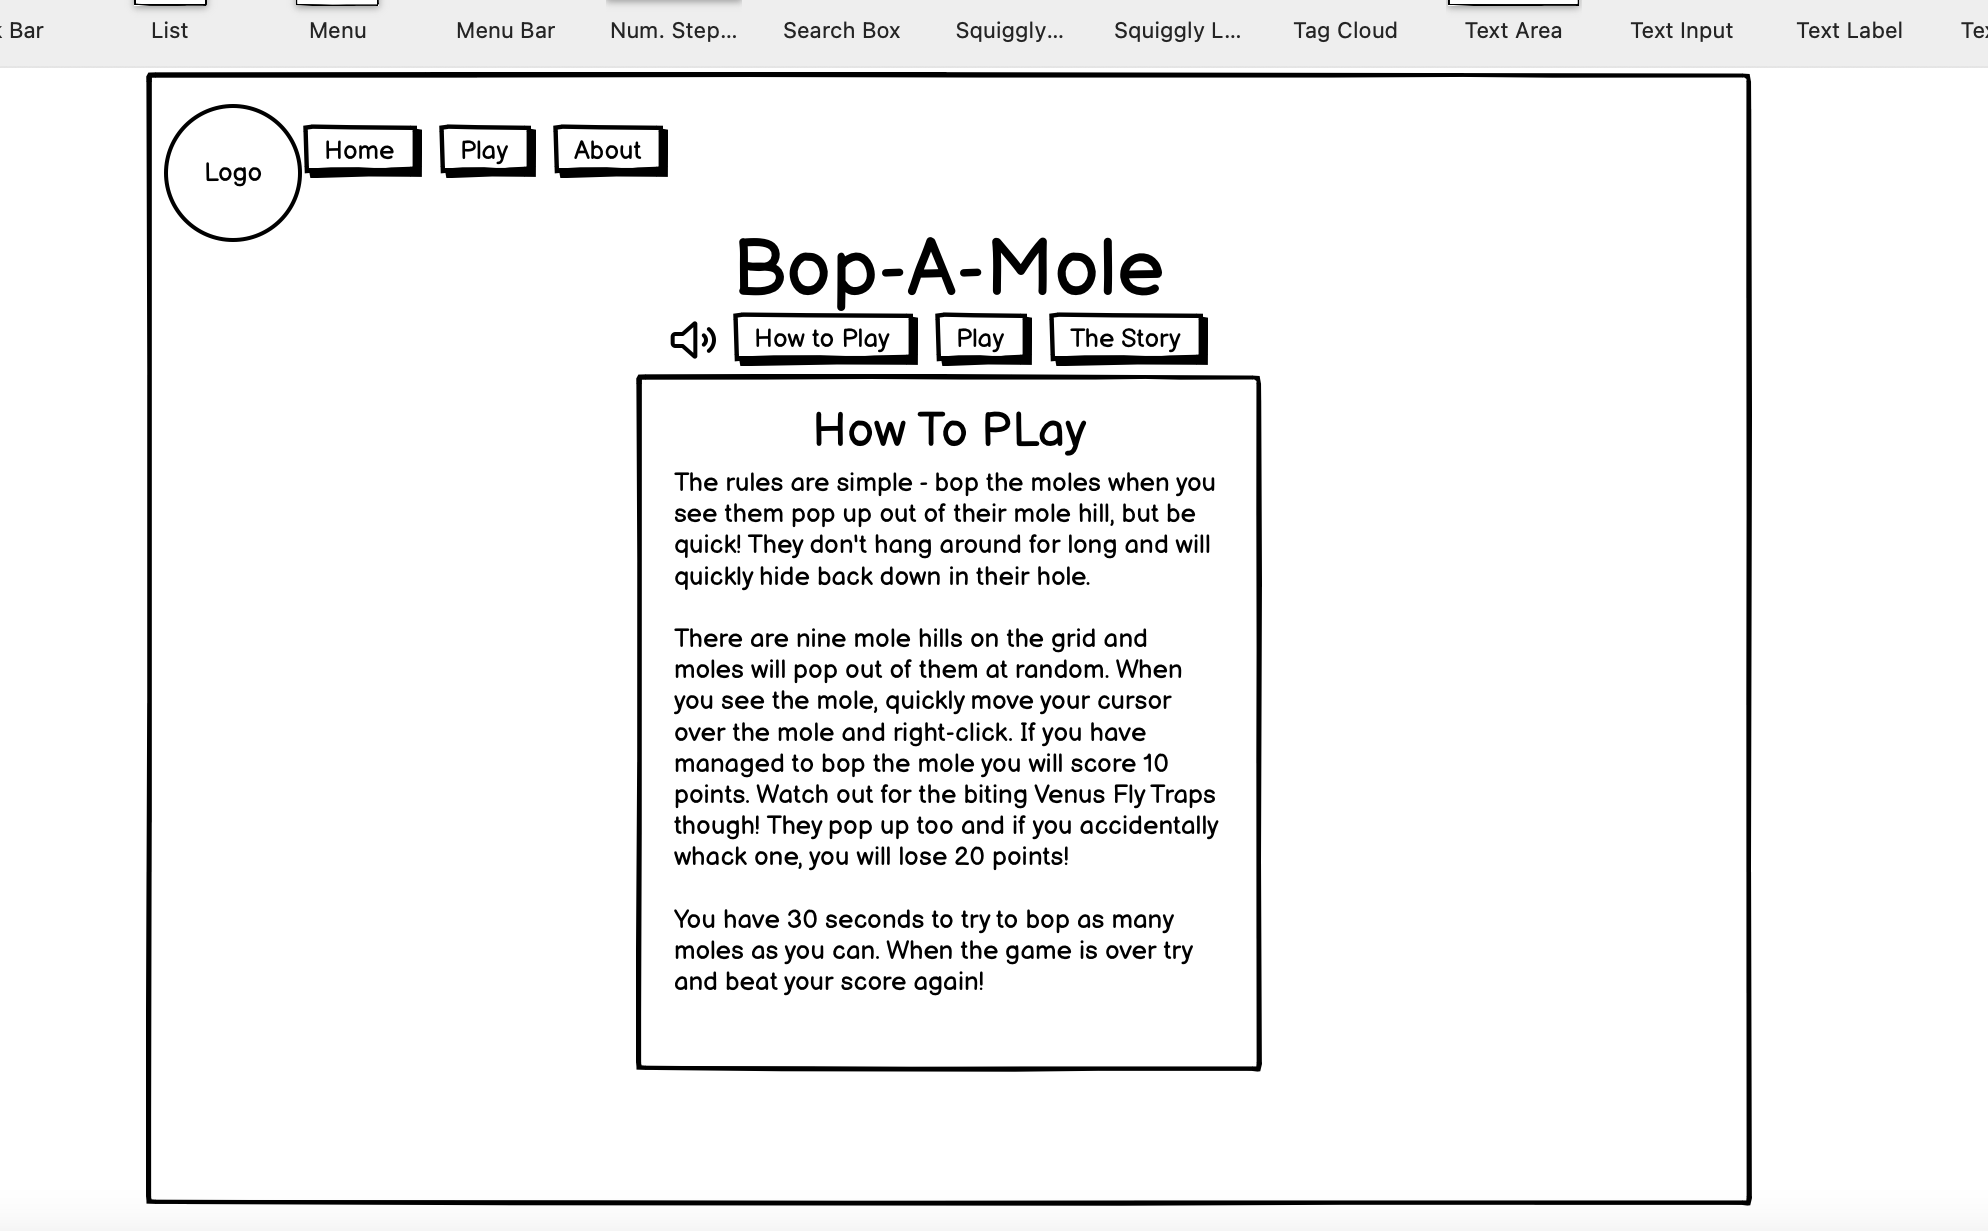 Bar
List
Menu
Menu Bar
Num. Step...
Search Box
Squiggly...
Squiggly L...
Tag Cloud
Text Area
Text Input
Text Label
Logo
Home
Play
About
Bop-A-Mole
How to Play
Play
The Story
How To PLay
The rules are simple - bop the moles when you
see them pop up out of their mole hill, but be
quick! They don't hang around for long and will
quickly hide back down in their hole.
There are nine mole hills on the grid and
moles will pop out of them at random. When
you see the mole, quickly move your cursor
over the mole and right-click. If you have
managed to bop the mole you will score 10
points. Watch out for the biting Venus Fly Traps
though! They pop up too and if you accidentally
whack one, you will lose 20 points!
You have 30 seconds to try to bop as many
moles as you can. When the game is over try
and beat your score again!